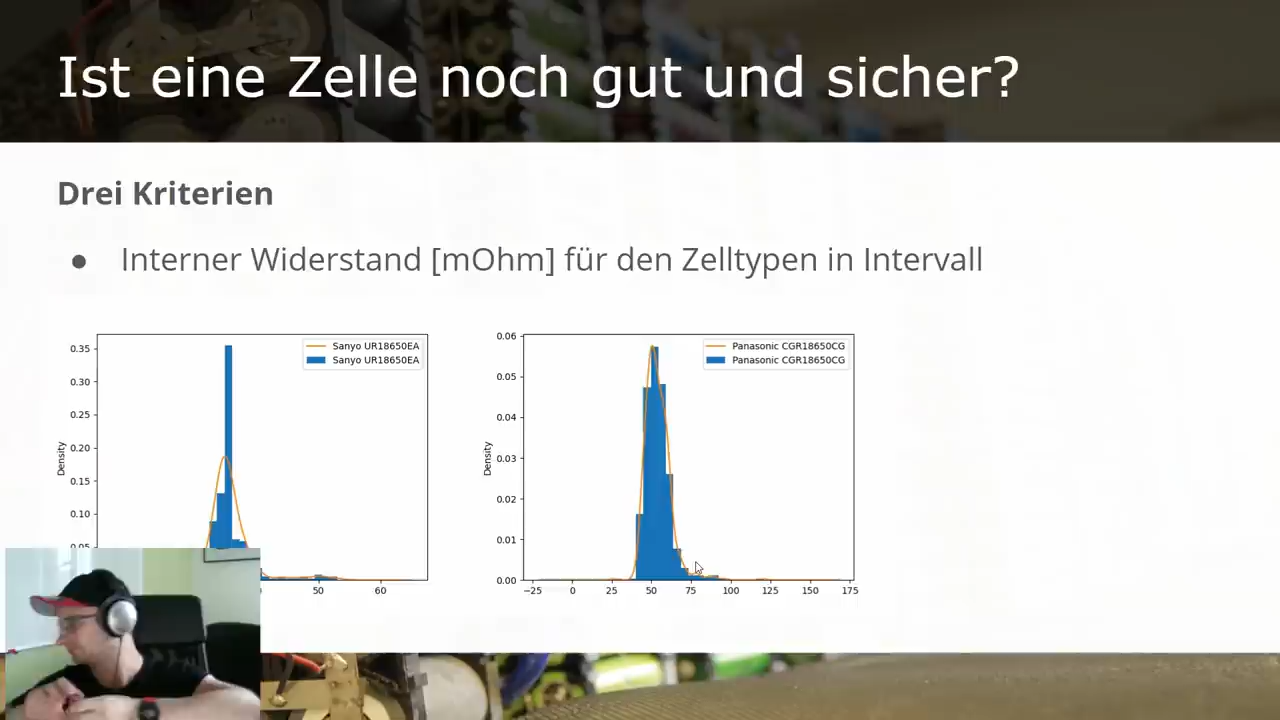 Ist eine Zelle noch gut und sicher?
Drei Kriterien
● Interner Widerstand [mOhm] für den Zelltypen in Intervall
Sanyo UR18650EA
Sanyo UR18650EA
Density
0.35
0.30
0.25
0.20
0.15
0.10
0.05
50 60
Panasonic CGR18650CG
Panasonic CGR18650CG
Density
0.06
0.05
0.04
0.03
0.02
0.01
0.00
−25 0 25 50 75 100 125 150 175